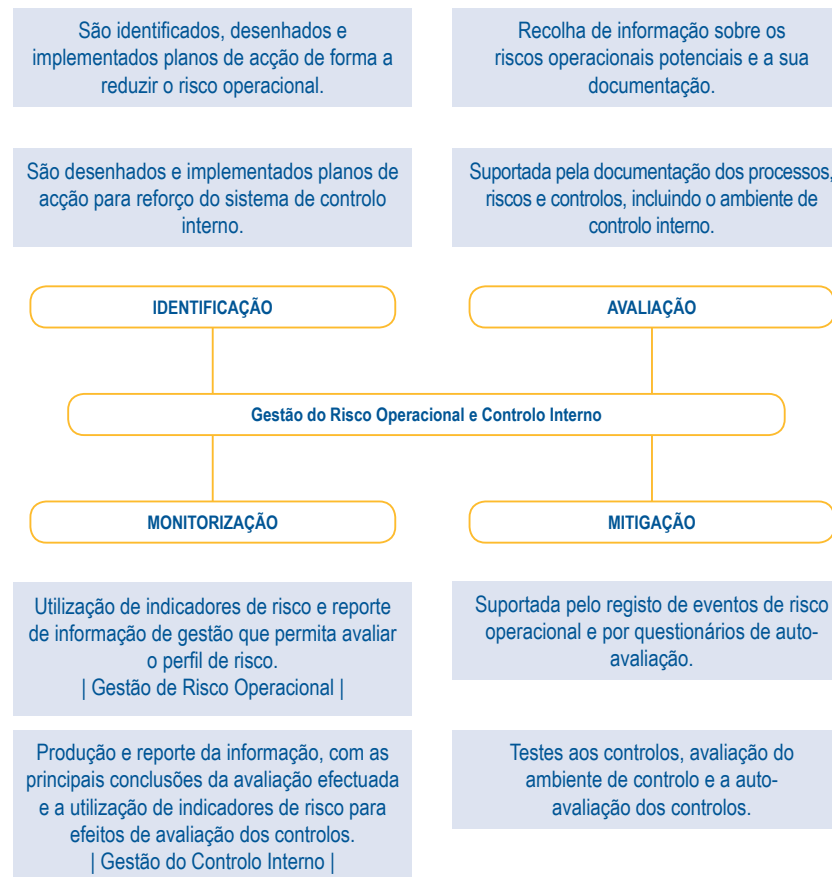 São identificados, desenhados e
implementados planos de acção de forma a
reduzir o risco operacional.
Recolha de informação sobre os
riscos operacionais potenciais e a sua
documentação.
São desenhados e implementados planos de
acção para reforço do sistema de controlo
interno.
Suportada pela documentação dos processos,
riscos e controlos, incluindo o ambiente de
controlo interno.
IDENTIFICAÇÃO
AVALIAÇÃO
Gestão do Risco Operacional e Controlo Interno
MONITORIZAÇÃO
MITIGAÇÃO
Utilização de indicadores de risco e reporte
de informação de gestão que permita avaliar
o perfil de risco.
| Gestão de Risco Operacional |
Suportada pelo registo de eventos de risco
operacional e por questionários de auto-
avaliação.
Produção e reporte da informação, com as
principais conclusões da avaliação efectuada
e a utilização de indicadores de risco para
efeitos de avaliação dos controlos.
| Gestão do Controlo Interno |
Testes aos controlos, avaliação do
ambiente de controlo e a auto-
avaliação dos controlos.